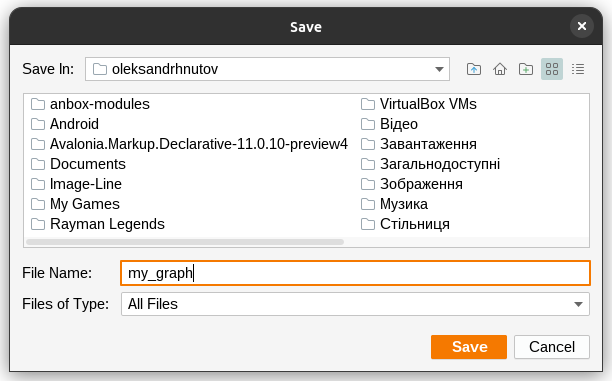 Save
Save In: oleksandrhnutov
anbox-modules VirtualBox VMs
Android Відео
Avalonia.Markup.Declarative-11.0.10-preview4 Завантаження
Documents Загальнодоступні
Image-Line Зображення
My Games Музика
Rayman Legends Стільниця
File Name: my_graph
Files of Type: All Files
Save Cancel